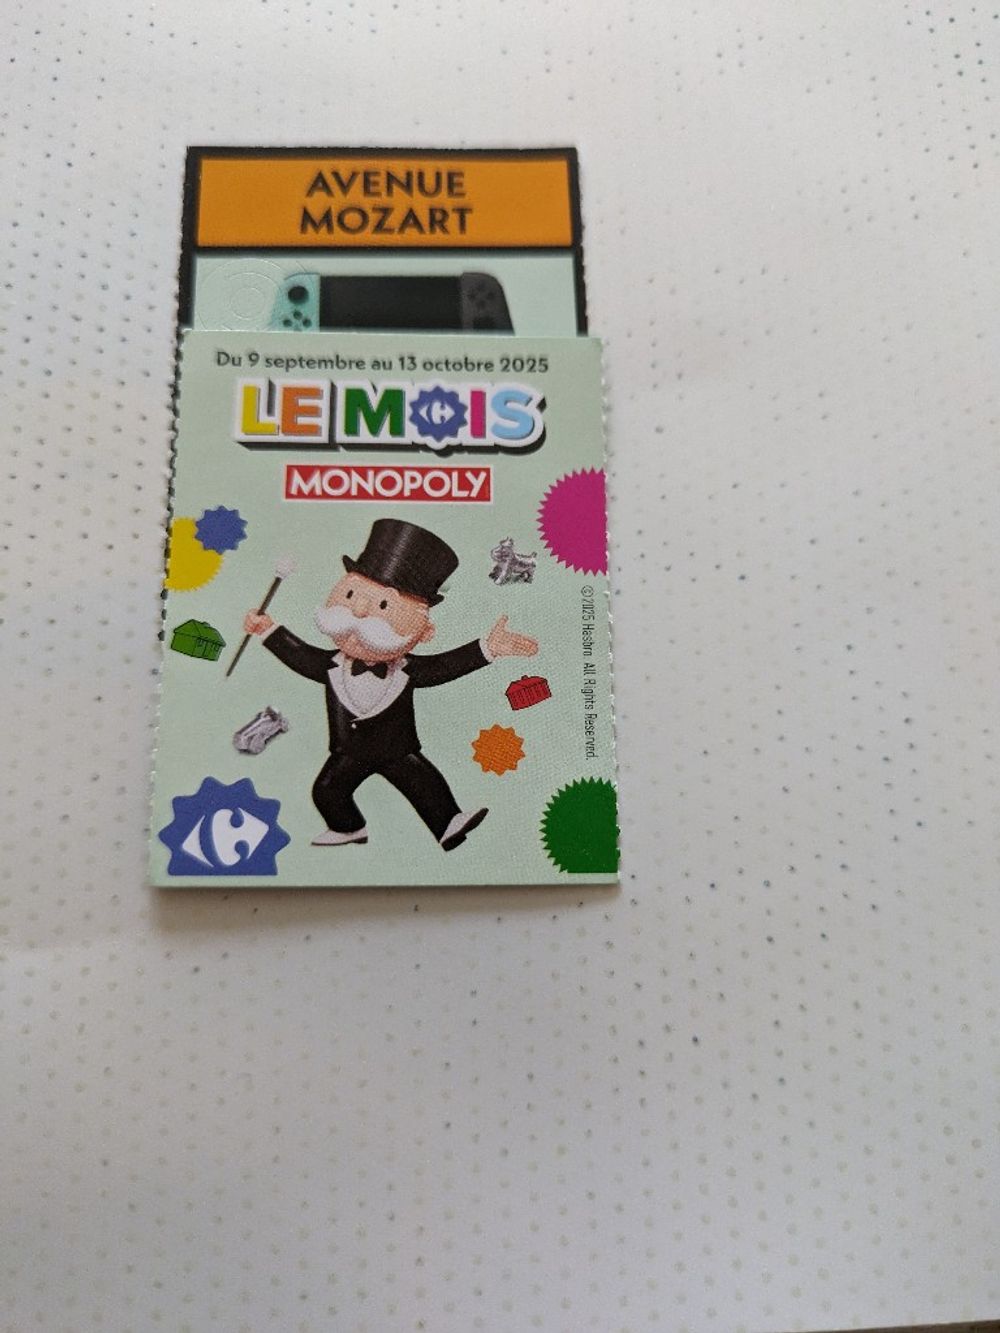 AVENUE
MOZART
Du 9 septembre au 13 octobre 2025
LE MOIS
MONOPOLY
©2025 Hasbro. All Rights Reserved.